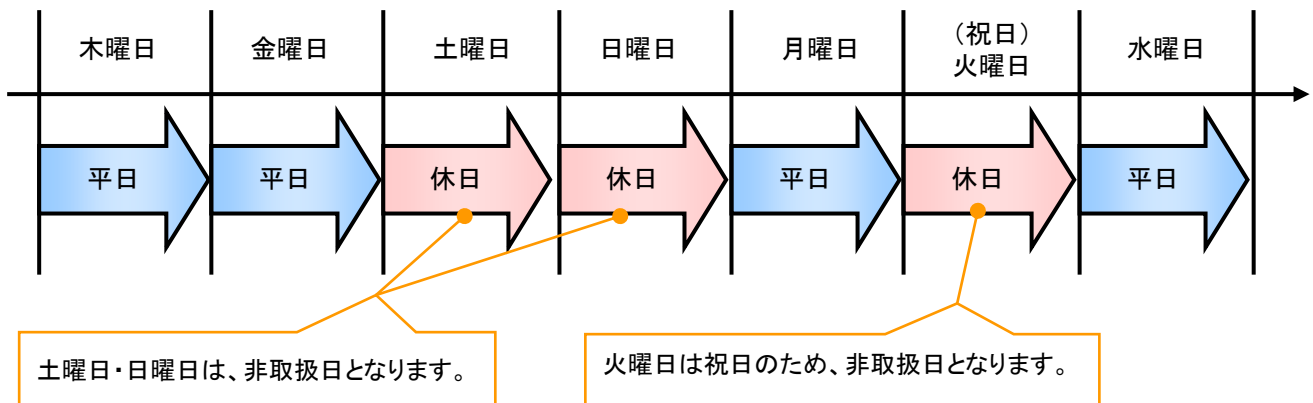 木曜日
金曜日
土曜日
日曜日
月曜日
（祝日）
火曜日
水曜日
平日
平日
休日
休日
平日
休日
平日
土曜日・日曜日は、非取扱日となります。
火曜日は祝日のため、非取扱日となります。